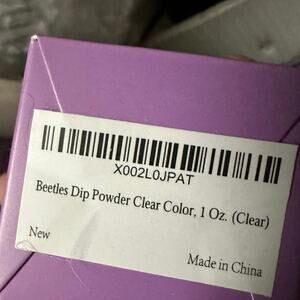 X002L0JPAT
Beetles Dip Powder Clear Color, 1 Oz. (Clear)
New
Made in China